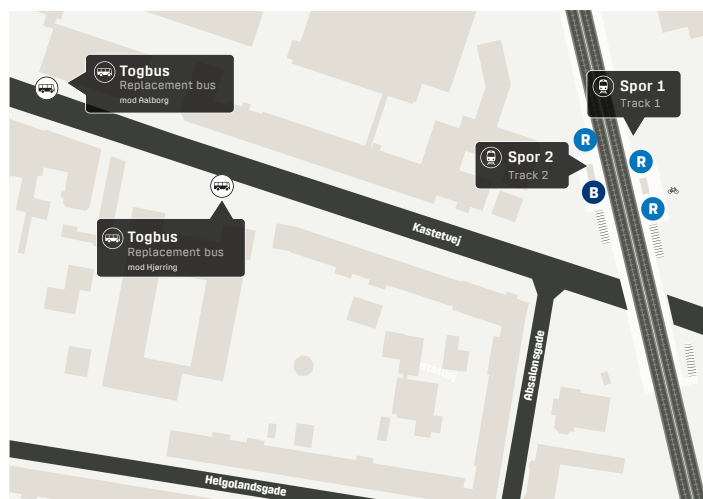 Togbus
Replacement bus
mod Aalborg
Spor 1
Track 1
R
Spor 2
Track 2
R
B
R
Togbus
Replacement bus
mod Hjørring
Kastetvej
Absalonsgade
Helgolandsgade